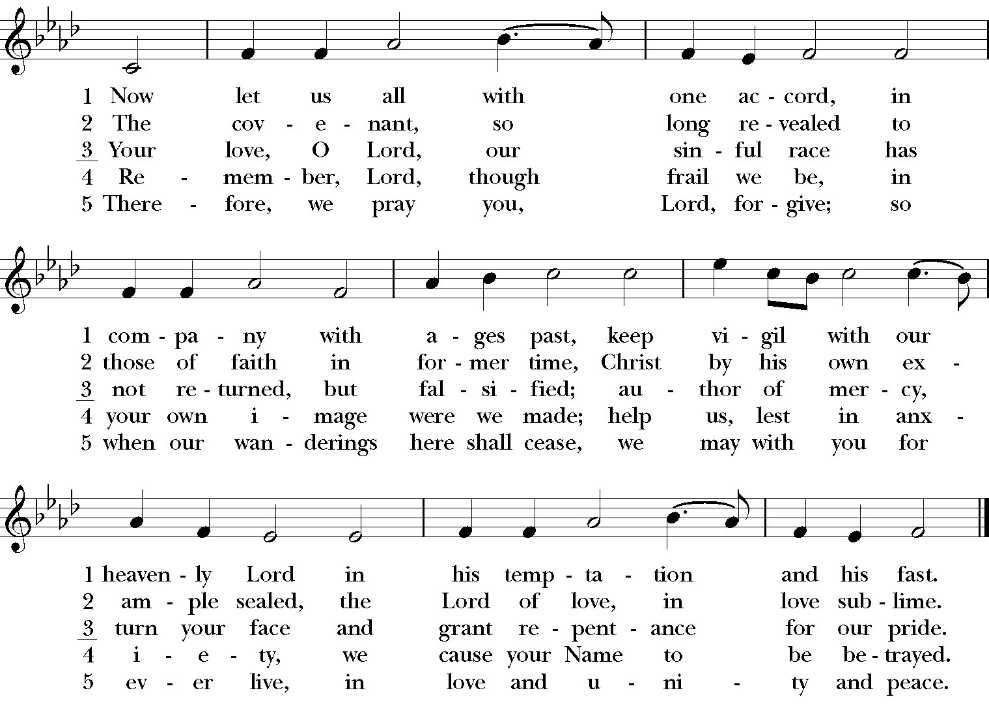 1 Now let us all with one ac - cord, in
2 The cov - e - nant, so long re - vealed to
3 Your love, O Lord, our sin - ful race has
4 Re - mem - ber, Lord, though frail we be, in
5 There - fore, we pray you, Lord, for - give; so
1 com - pa - ny with a - ges past, keep vi - gil with our
2 those of faith in for - mer time, Christ by his own ex -
3 not re - turned, but fal - si - fied; au - thor of mer - cy,
4 your own i - mage were we made; help us, lest in anx -
5 when our wan - derings here shall cease, we may with you for
1 heaven - ly Lord in his temp - ta - tion and his fast.
2 am - ple sealed, the Lord of love, in love sub - lime.
3 turn your face and grant re - pent - ance for our pride.
4 i - e - ty, we cause your Name to be be - trayed.
5 ev - er live, in love and u - ni - ty and peace.